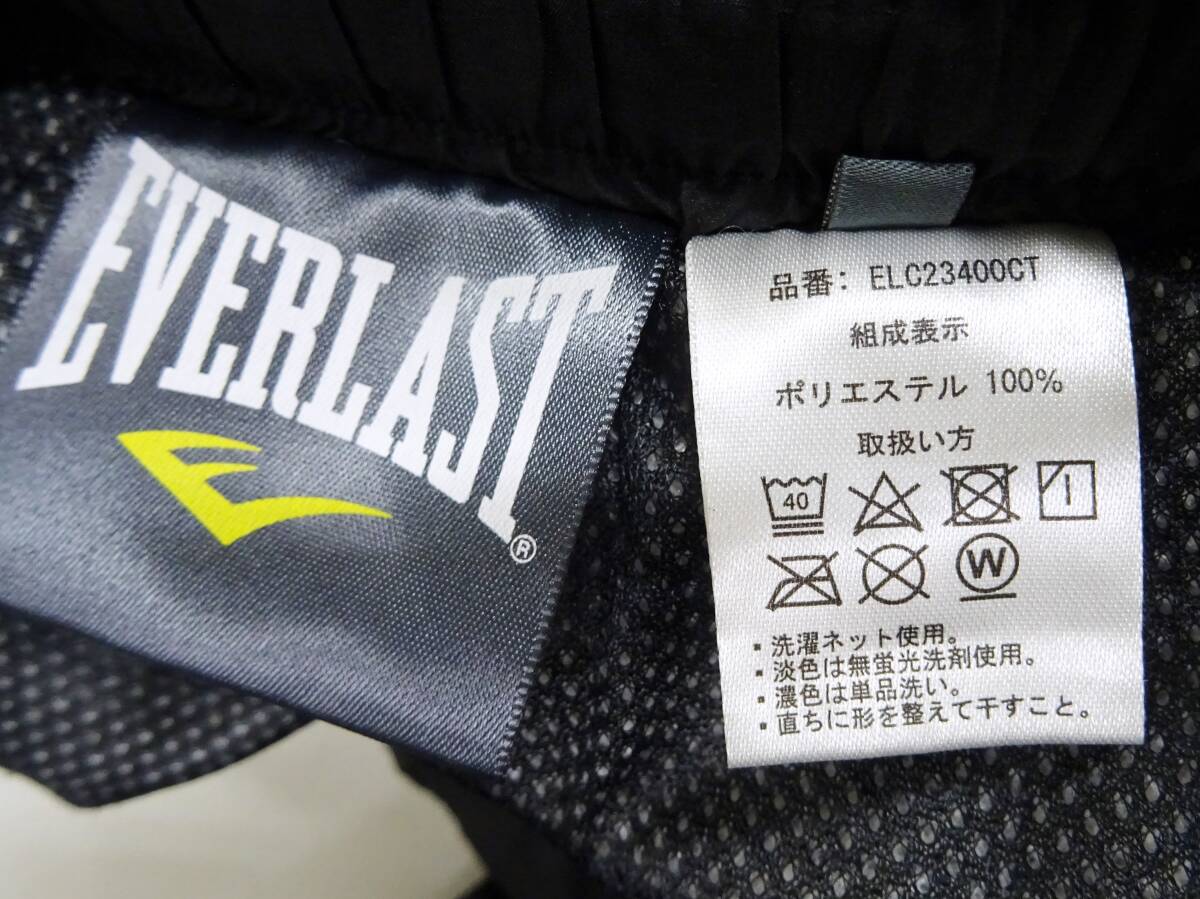 EVERLAST
®
品番: ELC23400CT
組成表示
ポリエステル 100%
取扱い方
40
W
・洗濯ネット使用。
・淡色は無蛍光洗剤使用。
・濃色は単品洗い。
・直ちに形を整えて干すこと。